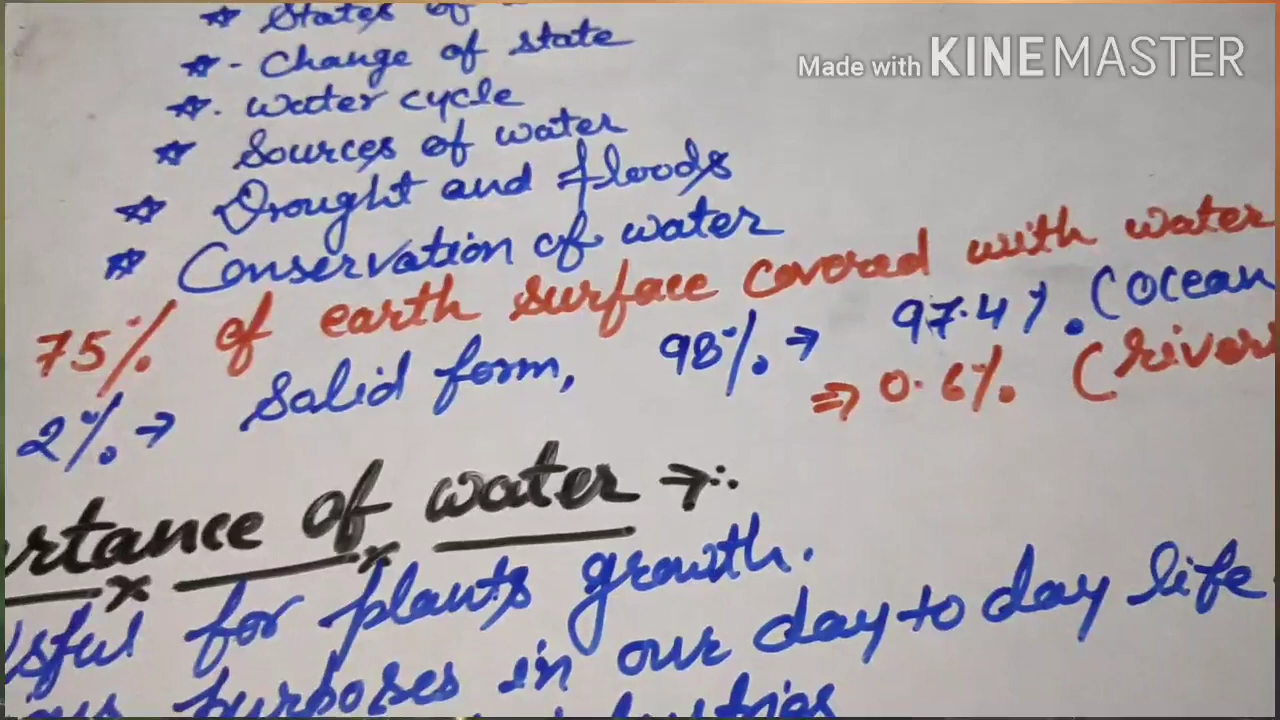 ☆ States of
☆ - Change of state
Made with KINEMASTER
☆ - water cycle
☆ Sources of water
☆ Drought and floods
☆ Conservation of water
75% of earth surface covered with water
2% → Solid form, 98% → 97.4% (ocean
⇒ 0.6% (rivers
rtance of water →
seful for plants growth.
purposes in our day to day life